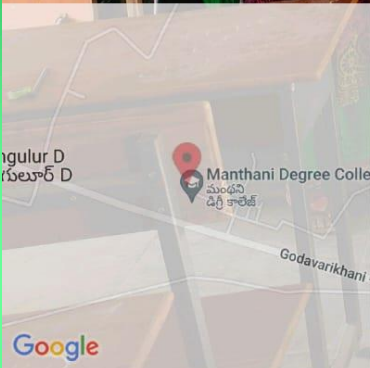 ngulur D
గులూర్ D
Manthani Degree Colle
మంథని
డిగ్రీ కాలేజ్
Godavarikhani
Google